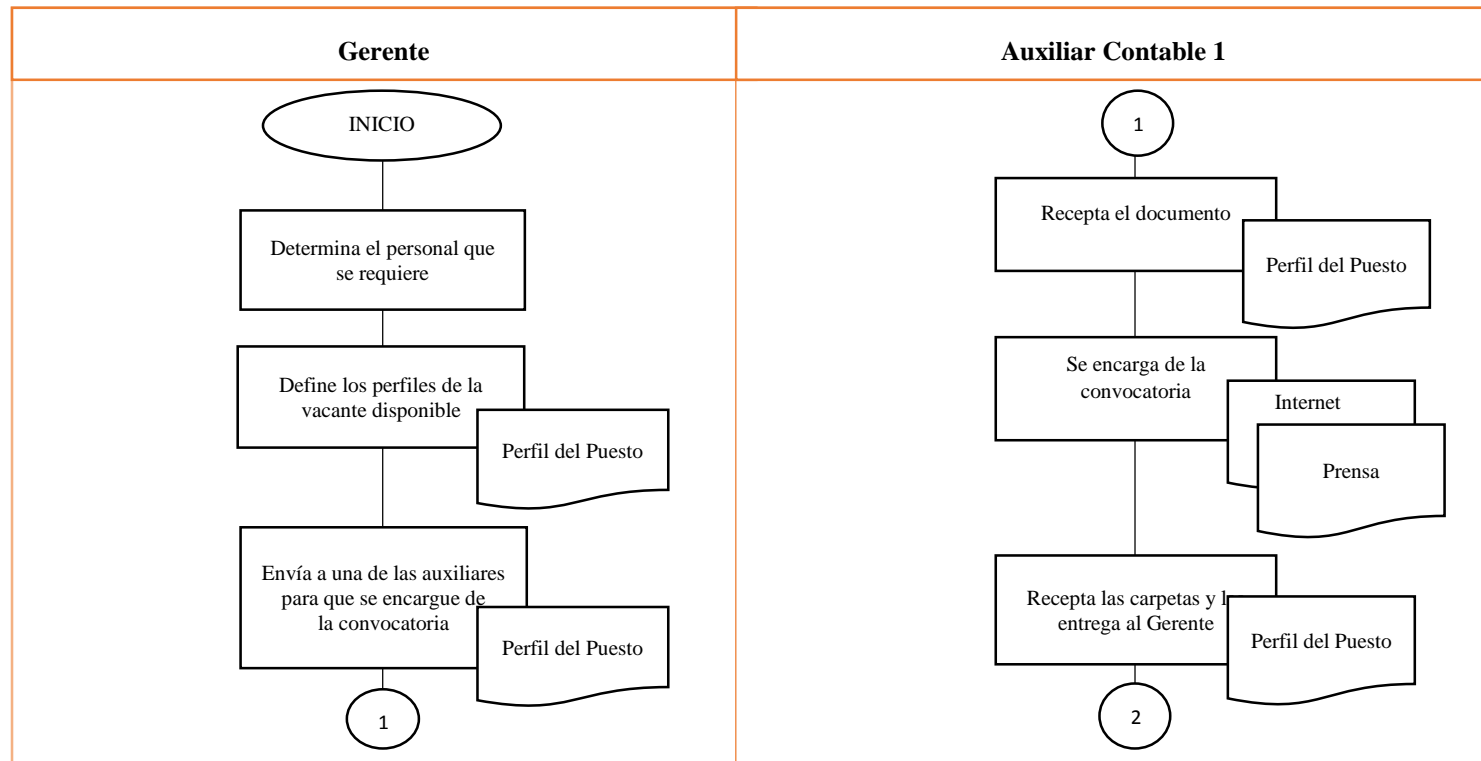 Gerente
Auxiliar Contable 1
INICIO
Determina el personal que
se requiere
Define los perfiles de la
vacante disponible
Perfil del Puesto
Envía a una de las auxiliares
para que se encargue de
la convocatoria
Perfil del Puesto
1
1
Recepta el documento
Perfil del Puesto
Se encarga de la
convocatoria
Internet
Prensa
Recepta las carpetas y
entrega al Gerente
Perfil del Puesto
2